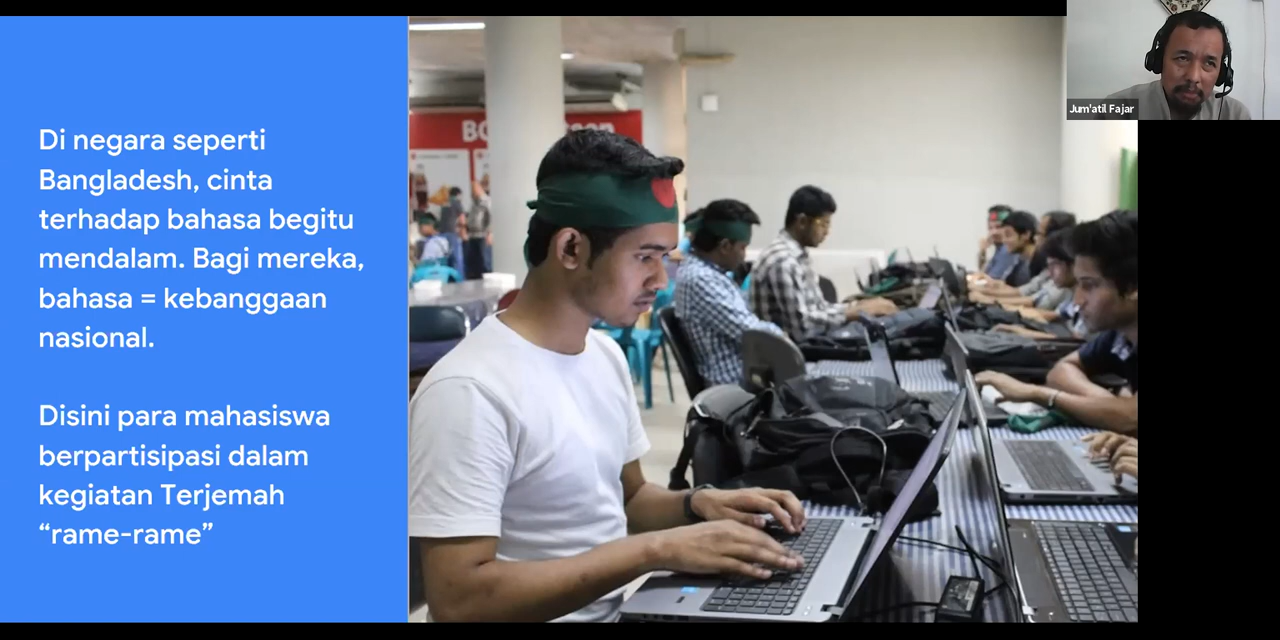 Di negara seperti
Bangladesh, cinta
terhadap bahasa begitu
mendalam. Bagi mereka,
bahasa = kebanggaan
nasional.
Disini para mahasiswa
berpartisipasi dalam
kegiatan Terjemah
“rame-rame”
Jum'atil Fajar